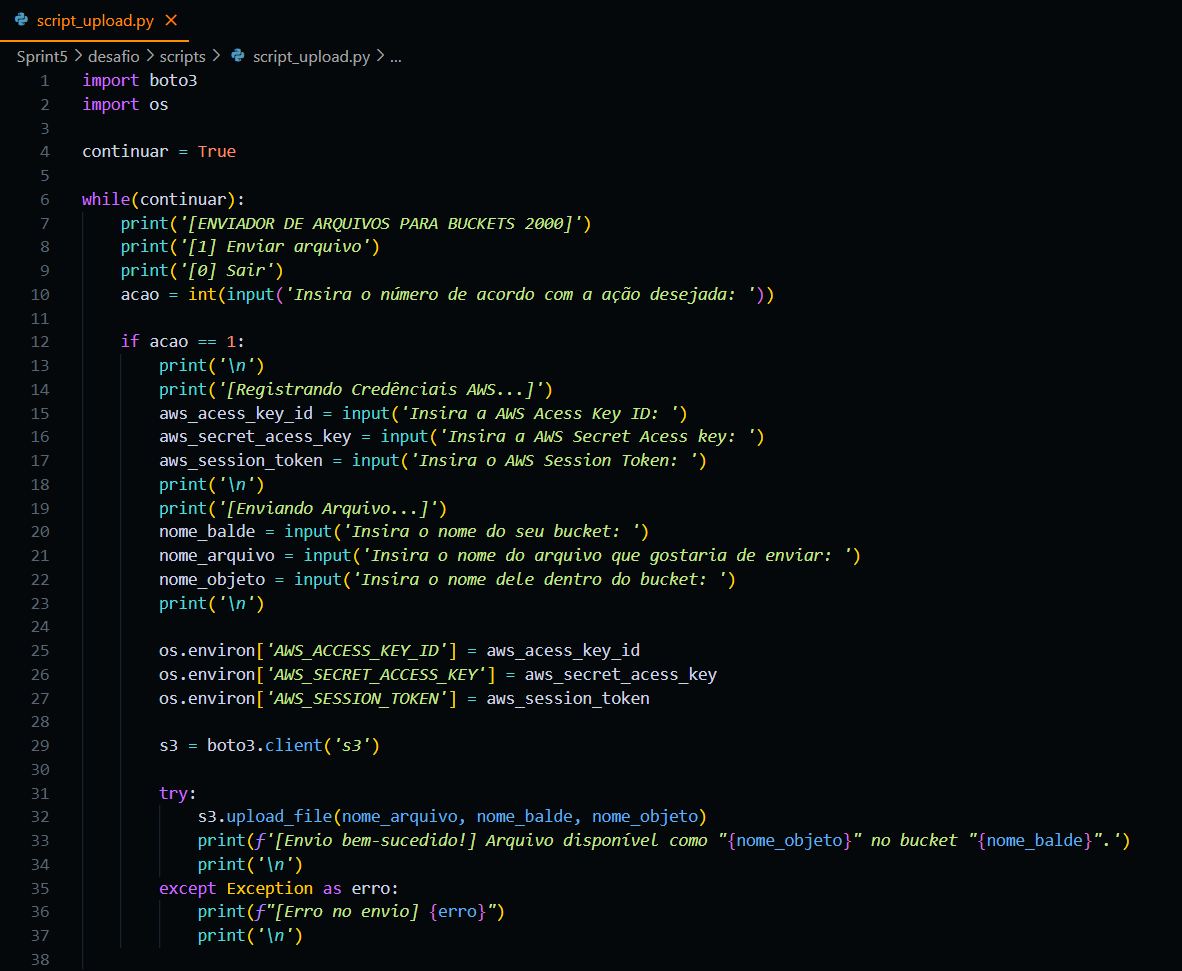 script_upload.py ×
Sprint5 > desafio > scripts > script_upload.py > ...
1 import boto3
2 import os
3
4 continuar = True
5
6 while(continuar):
7     print('[ENVIADOR DE ARQUIVOS PARA BUCKETS 2000]')
8     print('[1] Enviar arquivo')
9     print('[0] Sair')
10     acao = int(input('Insira o número de acordo com a ação desejada: '))
11
12     if acao == 1:
13         print('\n')
14         print('[Registrando Credênciais AWS...]')
15         aws_acess_key_id = input('Insira a AWS Acess Key ID: ')
16         aws_secret_acess_key = input('Insira a AWS Secret Acess key: ')
17         aws_session_token = input('Insira o AWS Session Token: ')
18         print('\n')
19         print('[Enviando Arquivo...]')
20         nome_balde = input('Insira o nome do seu bucket: ')
21         nome_arquivo = input('Insira o nome do arquivo que gostaria de enviar: ')
22         nome_objeto = input('Insira o nome dele dentro do bucket: ')
23         print('\n')
24
25         os.environ['AWS_ACCESS_KEY_ID'] = aws_acess_key_id
26         os.environ['AWS_SECRET_ACCESS_KEY'] = aws_secret_acess_key
27         os.environ['AWS_SESSION_TOKEN'] = aws_session_token
28
29         s3 = boto3.client('s3')
30
31         try:
32             s3.upload_file(nome_arquivo, nome_balde, nome_objeto)
33             print(f'[Envio bem-sucedido!] Arquivo disponível como "{nome_objeto}" no bucket "{nome_balde}".')
34             print('\n')
35         except Exception as erro:
36             print(f"[Erro no envio] {erro}")
37             print('\n')
38